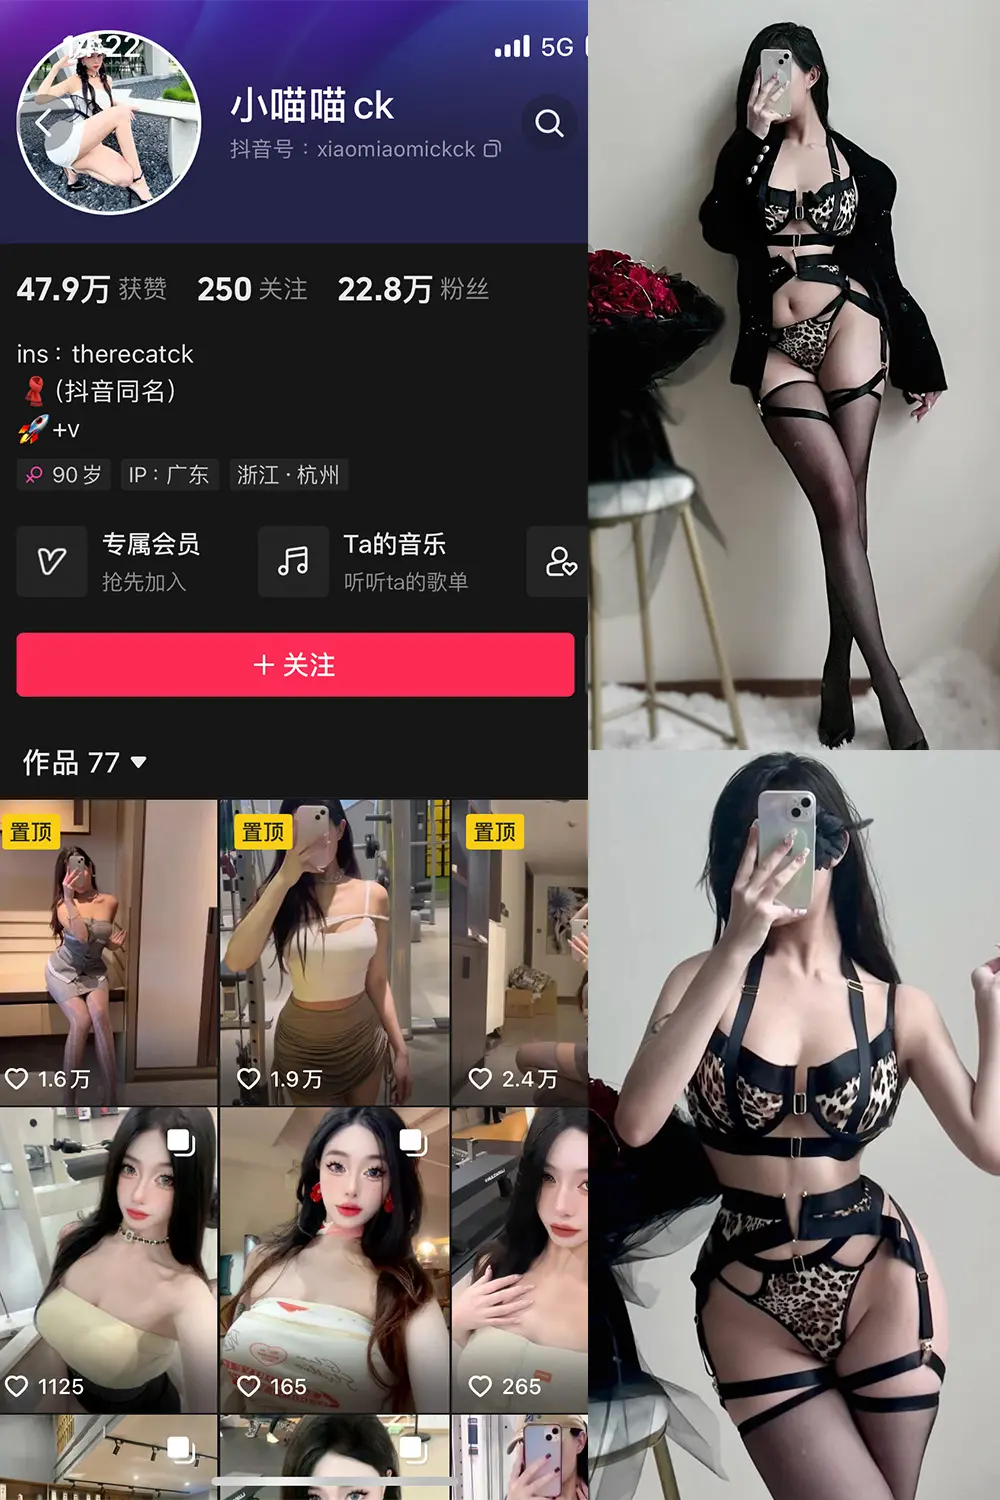 14:22
5G
小喵喵ck
抖音号：xiaomiaomickck
47.9万 获赞 250 关注 22.8万 粉丝
ins：therecatck
(抖音同名)
+v
90岁 IP：广东 浙江·杭州
专属会员
抢先加入
Ta的音乐
听听ta的歌单
+ 关注
作品 77
置顶 置顶 置顶
1.6万 1.9万 2.4万
1125 165 265